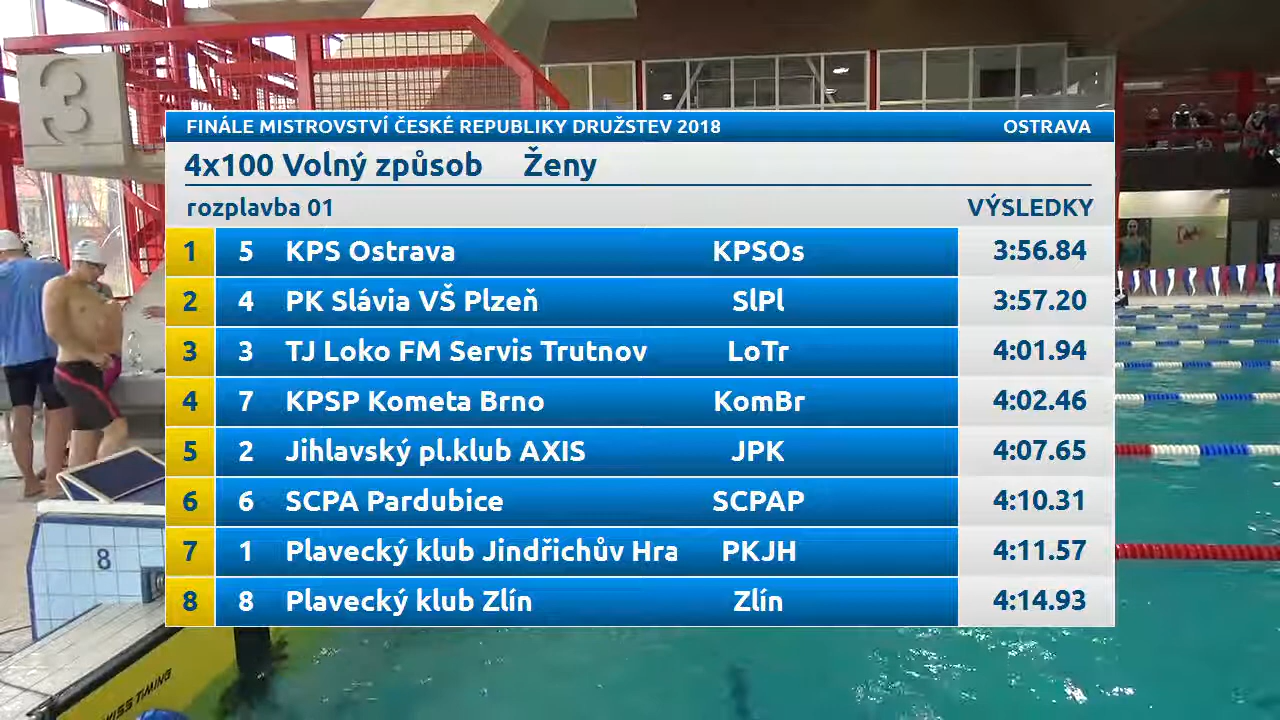 3
FINÁLE MISTROVSTVÍ ČESKÉ REPUBLIKY DRUŽSTEV 2018 OSTRAVA
4x100 Volný způsob Ženy
rozplavba 01 VÝSLEDKY
1 5 KPS Ostrava KPSOs 3:56.84
2 4 PK Slávia VŠ Plzeň SlPl 3:57.20
3 3 TJ Loko FM Servis Trutnov LoTr 4:01.94
4 7 KPSP Kometa Brno KomBr 4:02.46
5 2 Jihlavský pl.klub AXIS JPK 4:07.65
6 6 SCPA Pardubice SCPAP 4:10.31
7 1 Plavecký klub Jindřichův Hra PKJH 4:11.57
8 8 Plavecký klub Zlín Zlín 4:14.93
8
SWISS TIMING